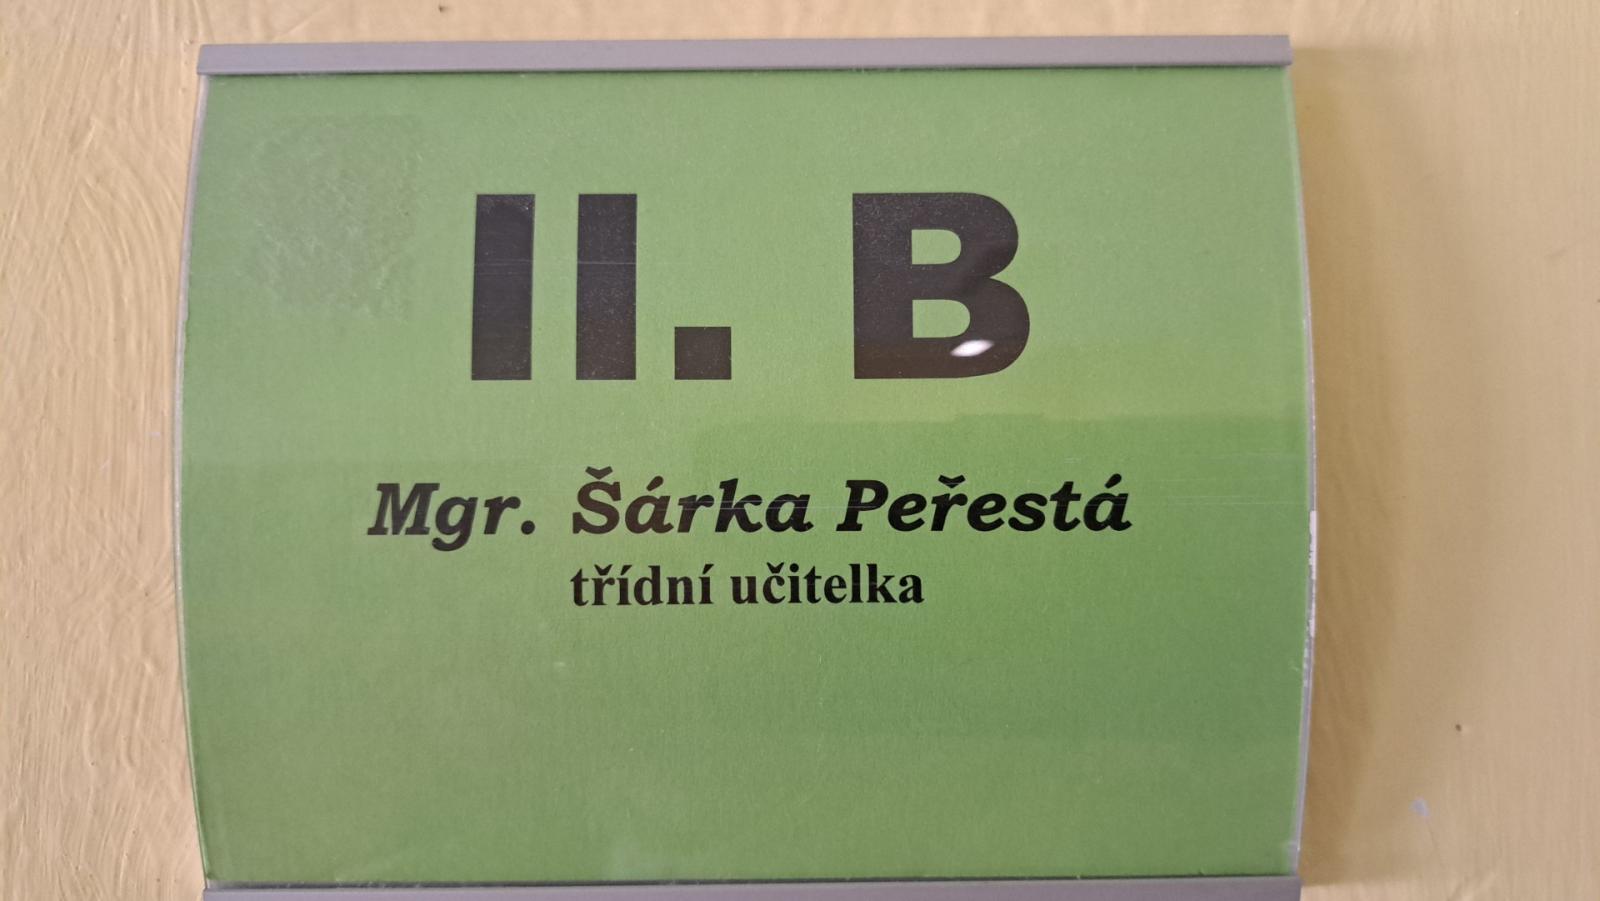 II. B
Mgr. Šárka Peřestá
třídní učitelka